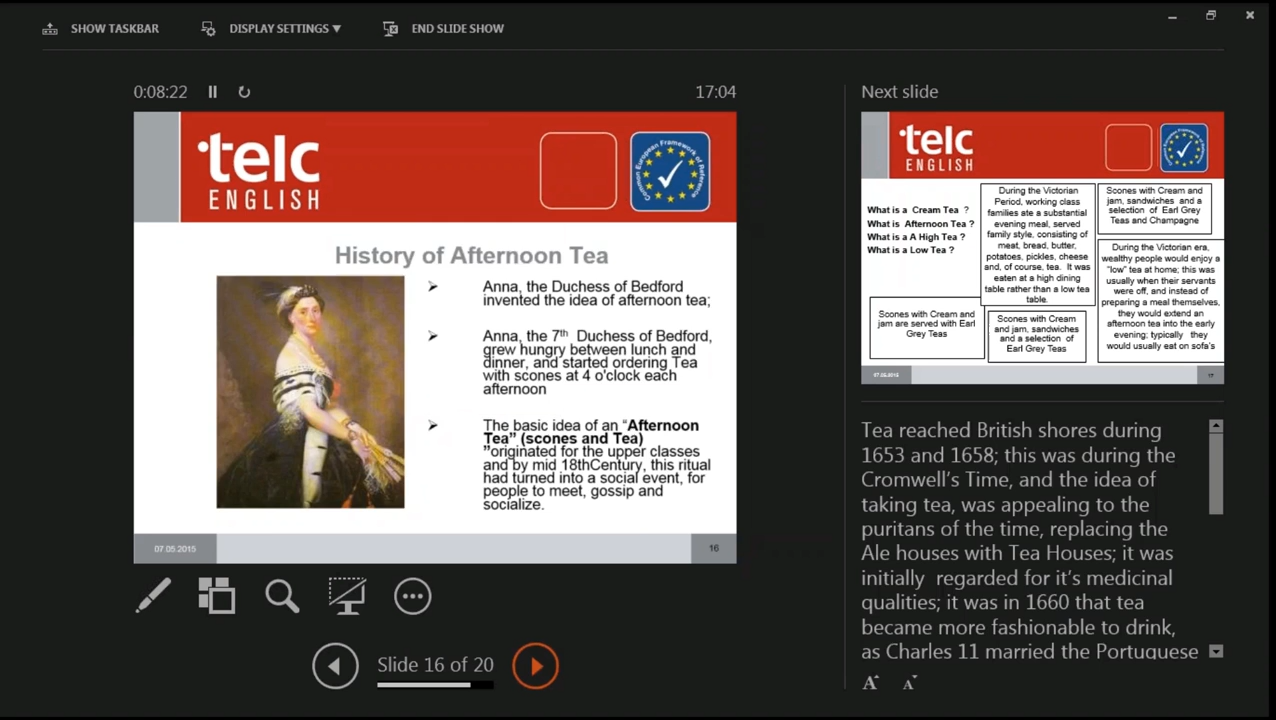 SHOW TASKBAR
DISPLAY SETTINGS ▼
END SLIDE SHOW
0:08:22
17:04
telc
ENGLISH
Common European Framework of Reference
History of Afternoon Tea
Anna, the Duchess of Bedford
invented the idea of afternoon tea;
Anna, the 7th Duchess of Bedford,
grew hungry between lunch and
dinner, and started ordering Tea
with scones at 4 o'clock each
afternoon
The basic idea of an “Afternoon
Tea” (scones and Tea)
”originated for the upper classes
and by mid 18thCentury, this ritual
had turned into a social event, for
people to meet, gossip and
socialize.
07.05.2015
16
Slide 16 of 20
Next slide
telc
ENGLISH
What is a Cream Tea ?
What is Afternoon Tea ?
What is a A High Tea ?
What is a Low Tea ?
During the Victorian
Period, working class
families ate a substantial
evening meal, served
family style, consisting of
meat, bread, butter,
potatoes, pickles, cheese
and, of course, tea. It was
eaten at a high dining
table rather than a low tea
table.
Scones with Cream and
jam, sandwiches and a
selection of Earl Grey
Teas and Champagne
During the Victorian era,
wealthy people would enjoy a
“low” tea at home; this was
usually when their servants
were off, and instead of
preparing a meal themselves,
they would extend an
afternoon tea into the early
evening; typically they
would usually eat on sofa's
Scones with Cream and
jam are served with Earl
Grey Teas
Scones with Cream
and jam, sandwiches
and a selection of
Earl Grey Teas
07.05.2015
17
Tea reached British shores during
1653 and 1658; this was during the
Cromwell's Time, and the idea of
taking tea, was appealing to the
puritans of the time, replacing the
Ale houses with Tea Houses; it was
initially regarded for it's medicinal
qualities; it was in 1660 that tea
became more fashionable to drink,
as Charles 11 married the Portuguese
A A